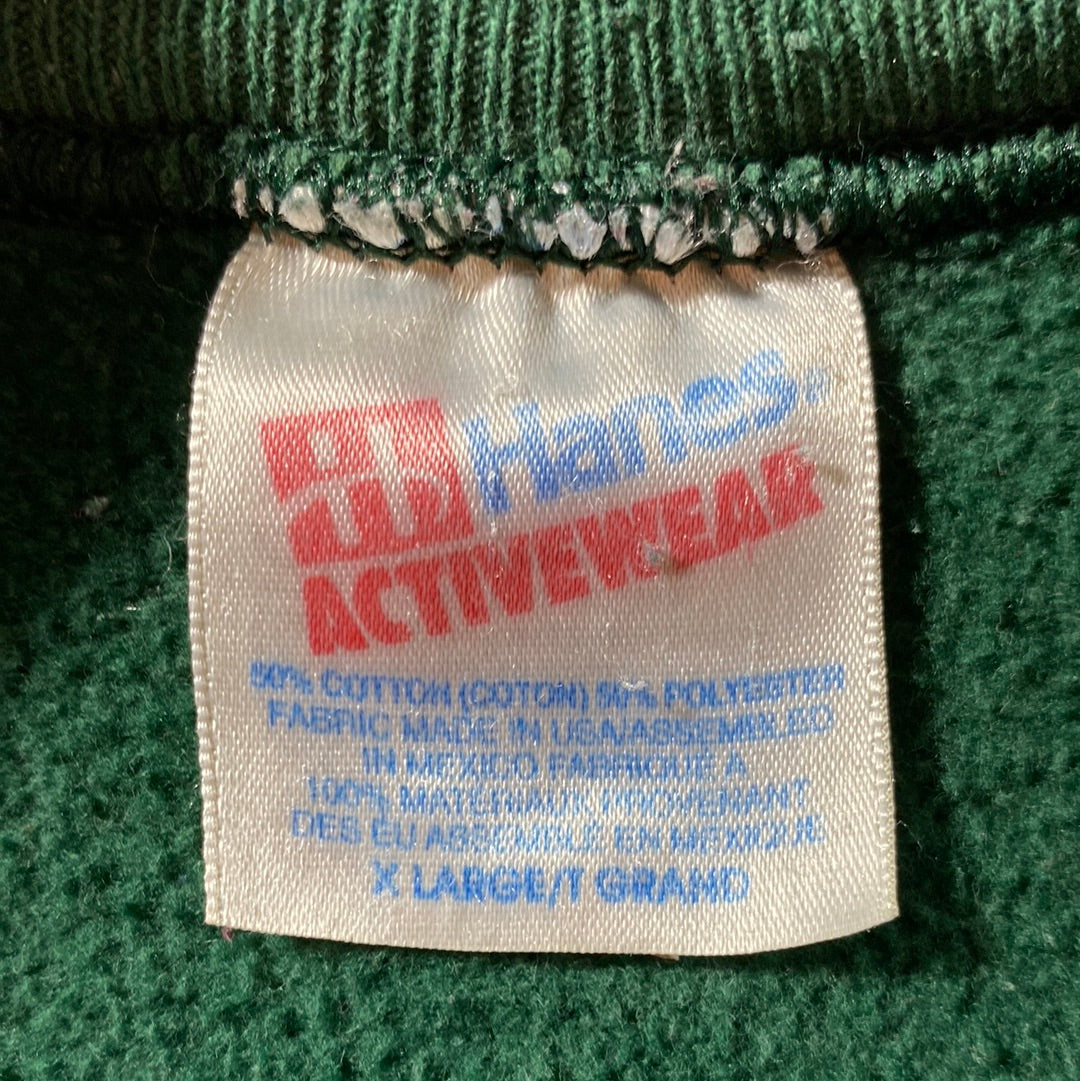 Hanes®
ACTIVEWEAR
50% COTTON (COTON) 50% POLYESTER
FABRIC MADE IN USA/ASSEMBLED
IN MEXICO FABRIQUE A
100% MATERIAUX PROVENANT
DES EU ASSEMBLE EN MEXIQUE
X LARGE/T GRAND